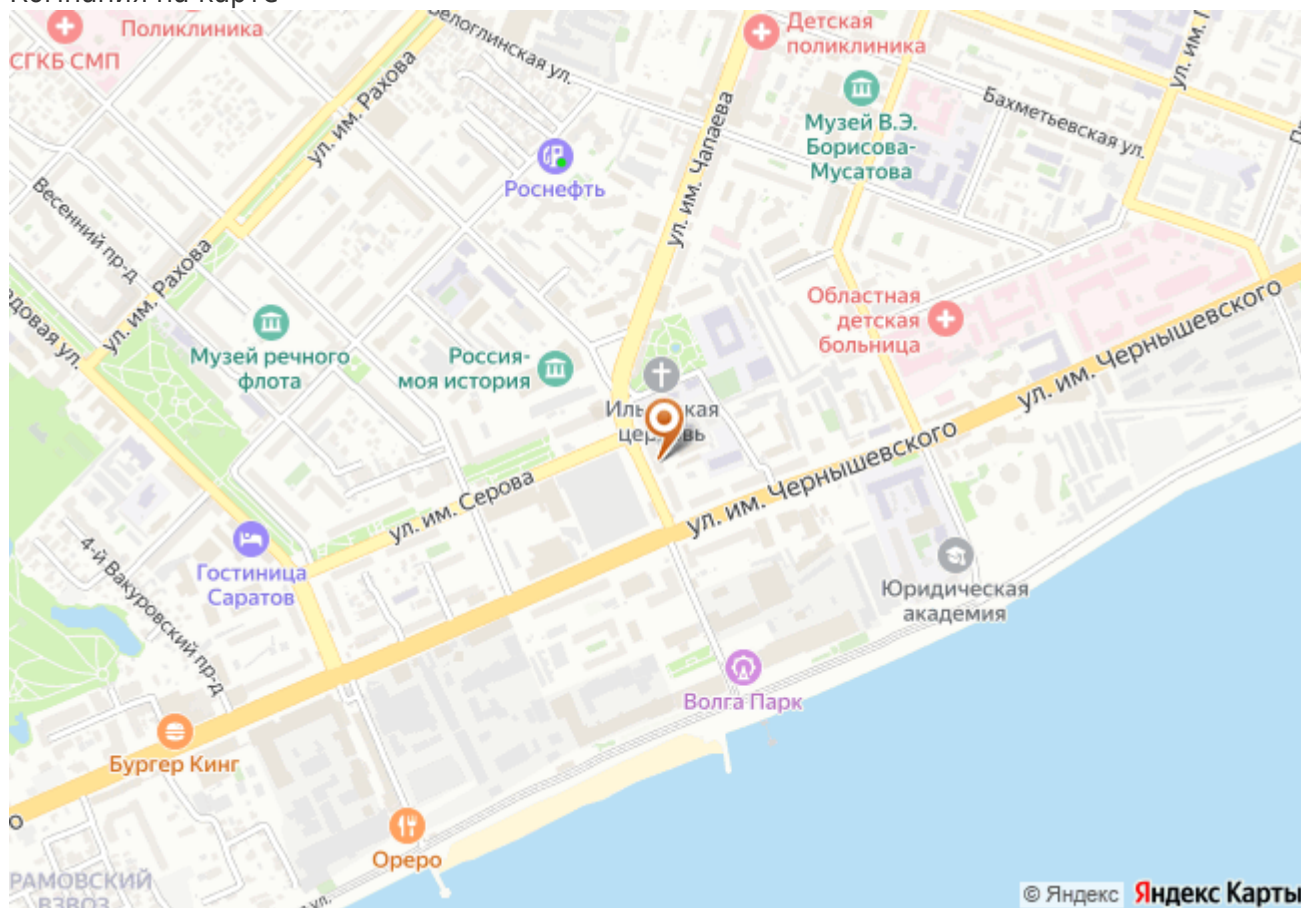 Компания на карте
Поликлиника
СГКБ СМП
Белоглинская ул.
Детская
поликлиника
ул. им. Рахова
ул. им. Чапаева
Музей В.Э.
Борисова-
Мусатова
Бахметьевская ул.
Роснефть
Весенний пр-д
ул. им. Рахова
Областная
детская
больница
Музей речного
флота
Россия-
моя история
ул. им. Чернышевского
ул. им. Чернышевского
ул. им. Серова
4-й Вакуровский пр-д
Гостиница
Саратов
Юридическая
академия
Волга Парк
Бургер Кинг
Ореро
© Яндекс Яндекс Карты